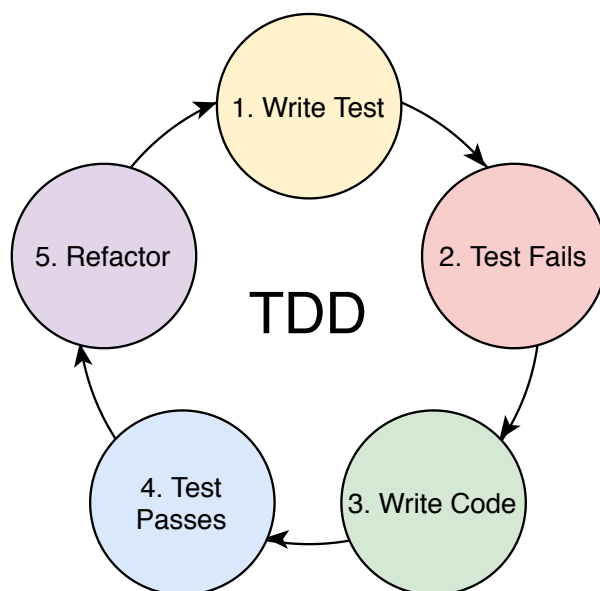 1. Write Test
2. Test Fails
3. Write Code
4. Test
Passes
5. Refactor
TDD